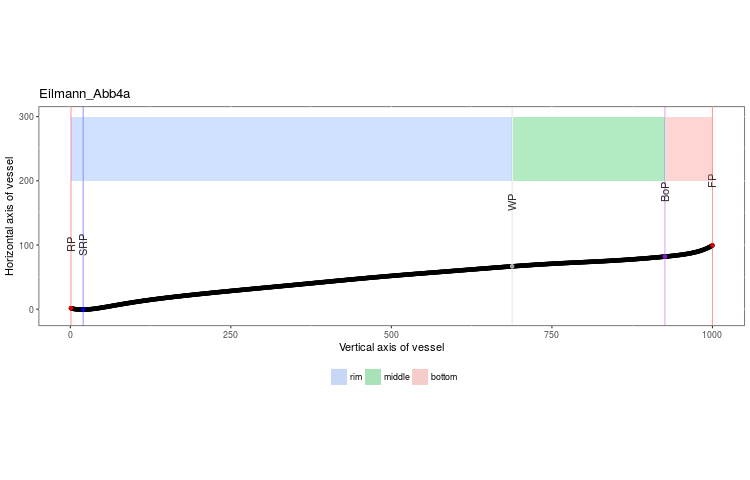 Eilmann_Abb4a
Horizontal axis of vessel
300
200
100
0
RP
SRP
WP
BoP
FP
0
250
500
750
1000
Vertical axis of vessel
rim
middle
bottom